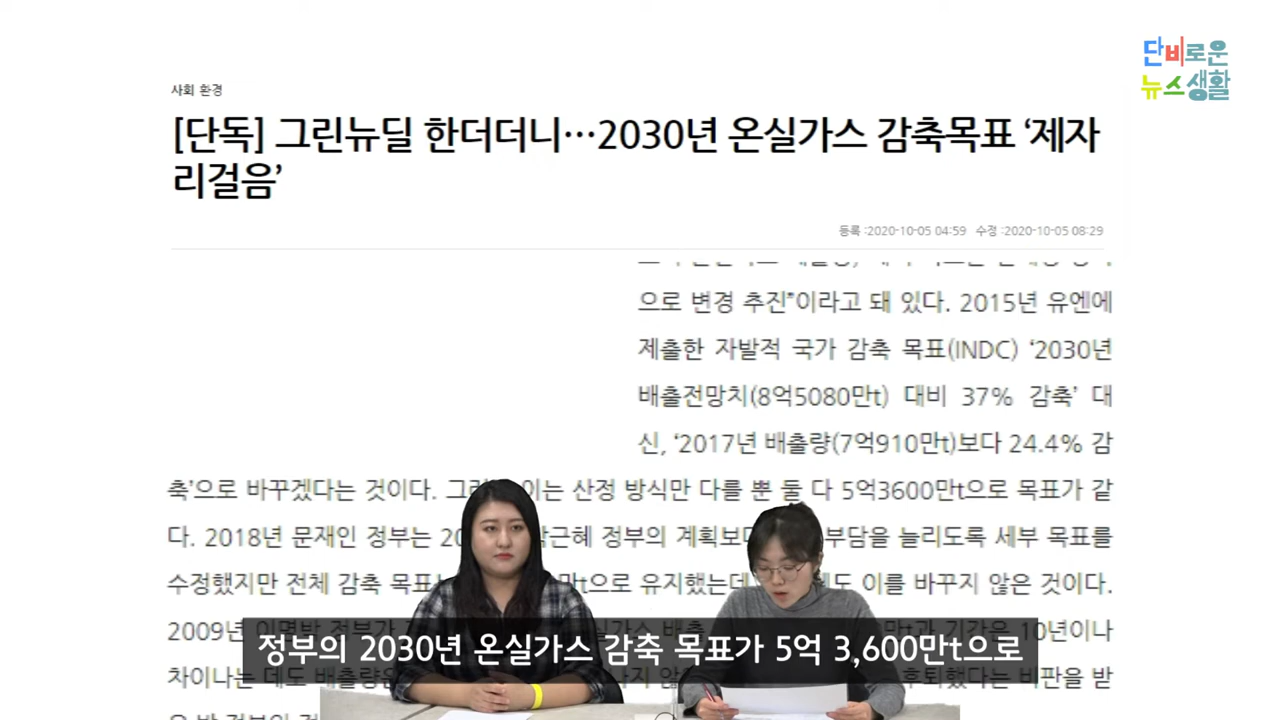 단비로운
뉴스생활
사회 환경
[단독] 그린뉴딜 한더더니…2030년 온실가스 감축목표 ‘제자
리걸음’
등록 :2020-10-05 04:59 수정 :2020-10-05 08:29
으로 변경 추진”이라고 돼 있다. 2015년 유엔에
제출한 자발적 국가 감축 목표(INDC) ‘2030년
배출전망치(8억5080만t) 대비 37% 감축’ 대
신, ‘2017년 배출량(7억910만t)보다 24.4% 감
축’으로 바꾸겠다는 것이다. 이는 산정 방식만 다를 뿐 둘 다 5억3600만t으로 목표가 같
다. 2018년 문재인 정부는 박근혜 정부의 계획보다 부담을 늘리도록 세부 목표를
수정했지만 전체 감축 목표 으로 유지했는데 이를 바꾸지 않은 것이다.
2009년 이명박 정부가 10년이나
정부의 2030년 온실가스 감축 목표가 5억 3,600만t으로
차이나는 데도 배출량은 후퇴했다는 비판을 받